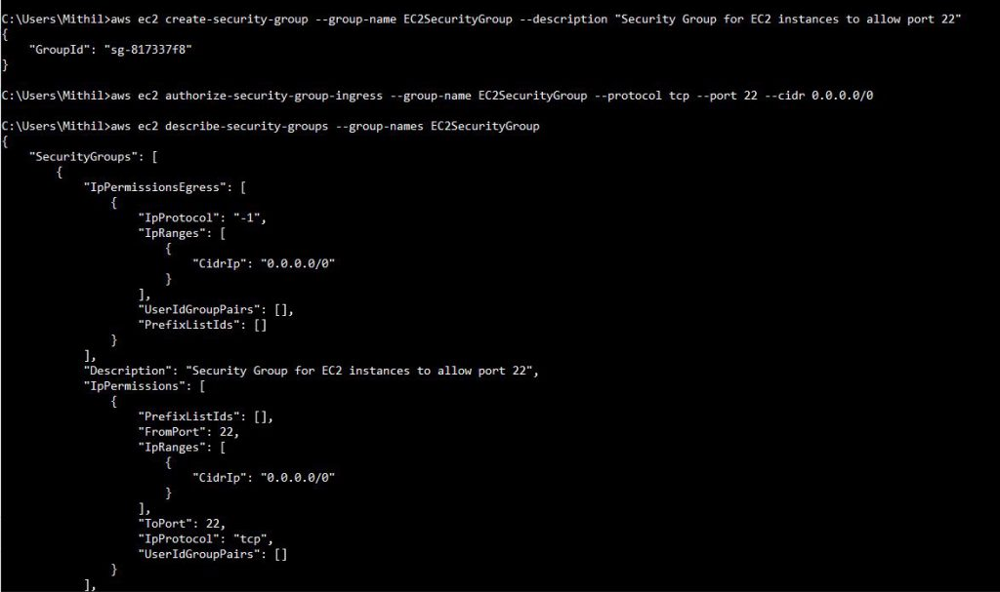 C:\Users\Mithil>aws ec2 create-security-group --group-name EC2SecurityGroup --description "Security Group for EC2 instances to allow port 22"
{
    "GroupId": "sg-817337f8"
}

C:\Users\Mithil>aws ec2 authorize-security-group-ingress --group-name EC2SecurityGroup --protocol tcp --port 22 --cidr 0.0.0.0/0

C:\Users\Mithil>aws ec2 describe-security-groups --group-names EC2SecurityGroup
{
    "SecurityGroups": [
        {
            "IpPermissionsEgress": [
                {
                    "IpProtocol": "-1",
                    "IpRanges": [
                        {
                            "CidrIp": "0.0.0.0/0"
                        }
                    ],
                    "UserIdGroupPairs": [],
                    "PrefixListIds": []
                }
            ],
            "Description": "Security Group for EC2 instances to allow port 22",
            "IpPermissions": [
                {
                    "PrefixListIds": [],
                    "FromPort": 22,
                    "IpRanges": [
                        {
                            "CidrIp": "0.0.0.0/0"
                        }
                    ],
                    "ToPort": 22,
                    "IpProtocol": "tcp",
                    "UserIdGroupPairs": []
                }
            ],